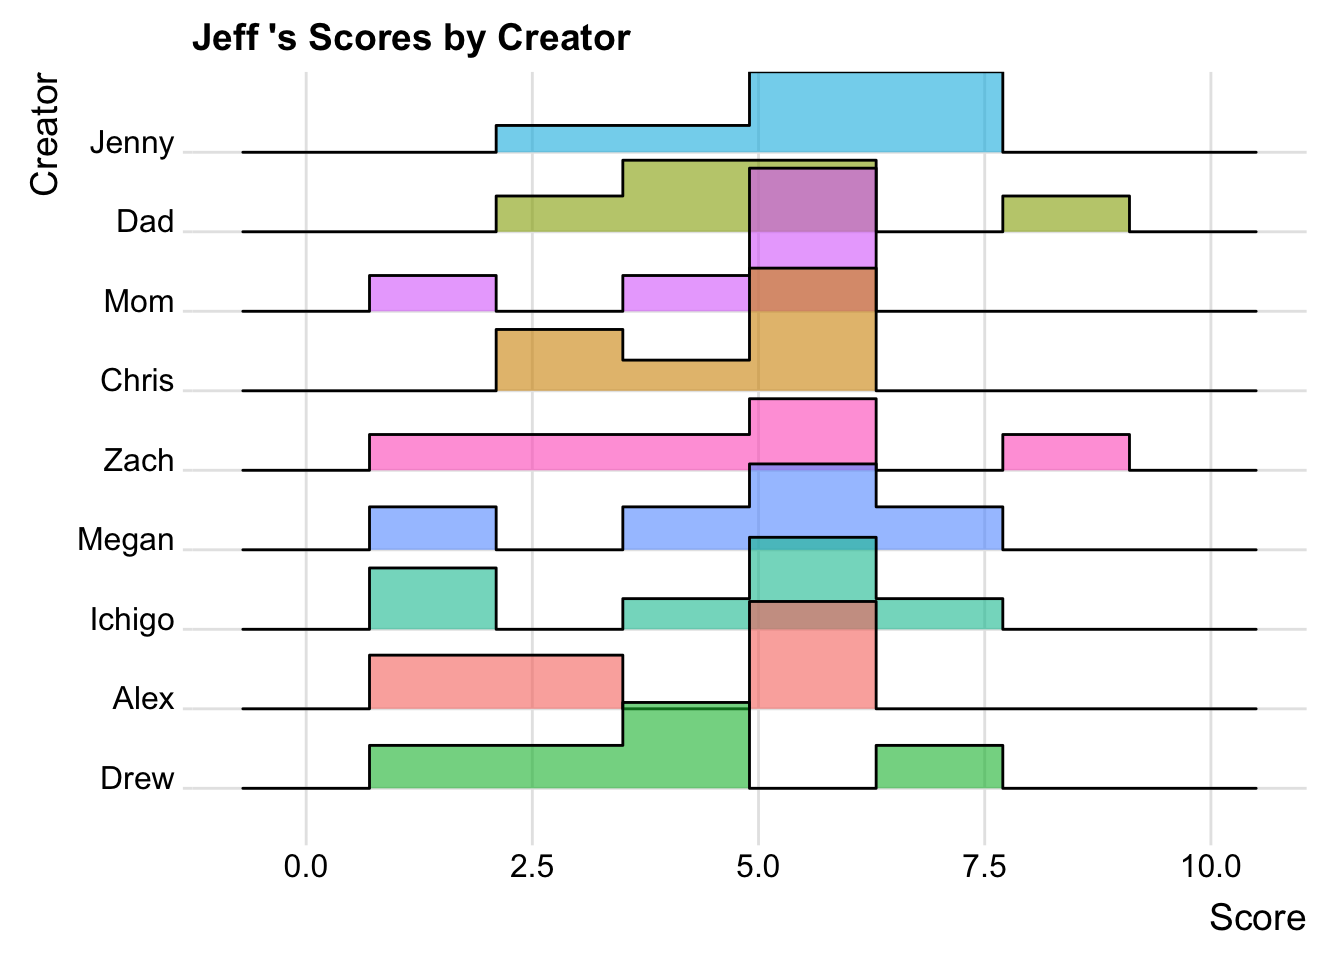 Jeff 's Scores by Creator
Creator
Jenny
Dad
Mom
Chris
Zach
Megan
Ichigo
Alex
Drew
0.0 2.5 5.0 7.5 10.0
Score